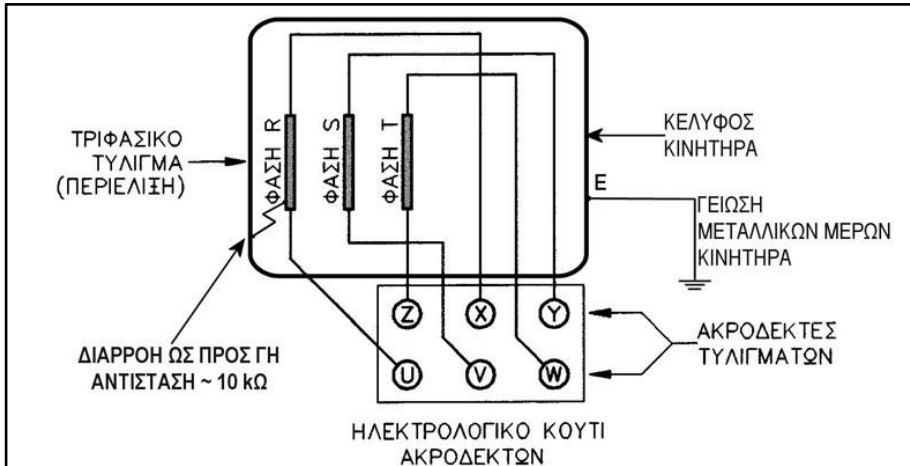 ΤΡΙΦΑΣΙΚΟ
ΤΥΛΙΓΜΑ
(ΠΕΡΙΕΛΙΞΗ)
ΦΑΣΗ R
ΦΑΣΗ S
ΦΑΣΗ T
ΚΕΛΥΦΟΣ
ΚΙΝΗΤΗΡΑ
E
ΓΕΙΩΣΗ
ΜΕΤΑΛΛΙΚΩΝ ΜΕΡΩΝ
ΚΙΝΗΤΗΡΑ
ΔΙΑΡΡΟΗ ΩΣ ΠΡΟΣ ΓΗ
ΑΝΤΙΣΤΑΣΗ ~ 10 kΩ
Z X Y
U V W
ΑΚΡΟΔΕΚΤΕΣ
ΤΥΛΙΓΜΑΤΩΝ
ΗΛΕΚΤΡΟΛΟΓΙΚΟ ΚΟΥΤΙ
ΑΚΡΟΔΕΚΤΩΝ